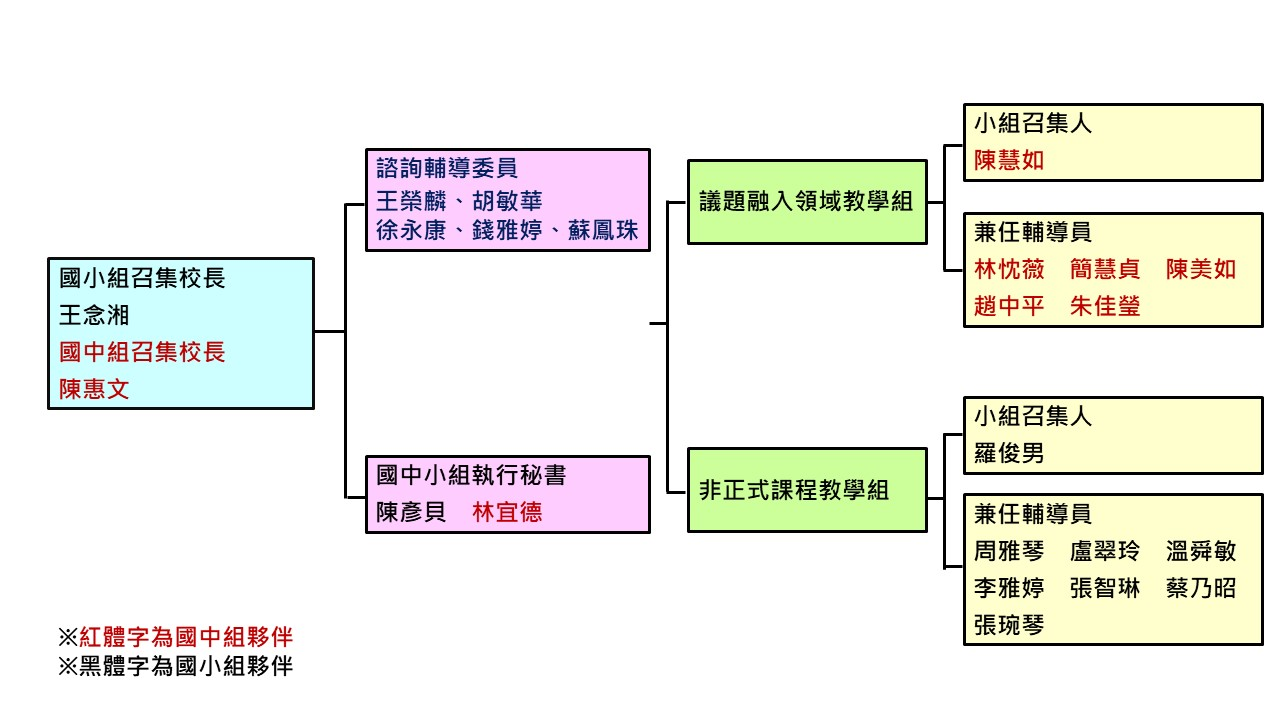 國小組召集校長
王念湘
國中組召集校長
陳惠文
諮詢輔導委員
王榮麟、胡敏華
徐永康、錢雅婷、蘇鳳珠
國中小組執行秘書
陳彥貝　林宜德
議題融入領域教學組
小組召集人
陳慧如
兼任輔導員
林忱薇　簡慧貞　陳美如
趙中平　朱佳瑩
非正式課程教學組
小組召集人
羅俊男
兼任輔導員
周雅琴　盧翠玲　溫舜敏
李雅婷　張智琳　蔡乃昭
張琬琴
※紅體字為國中組夥伴
※黑體字為國小組夥伴